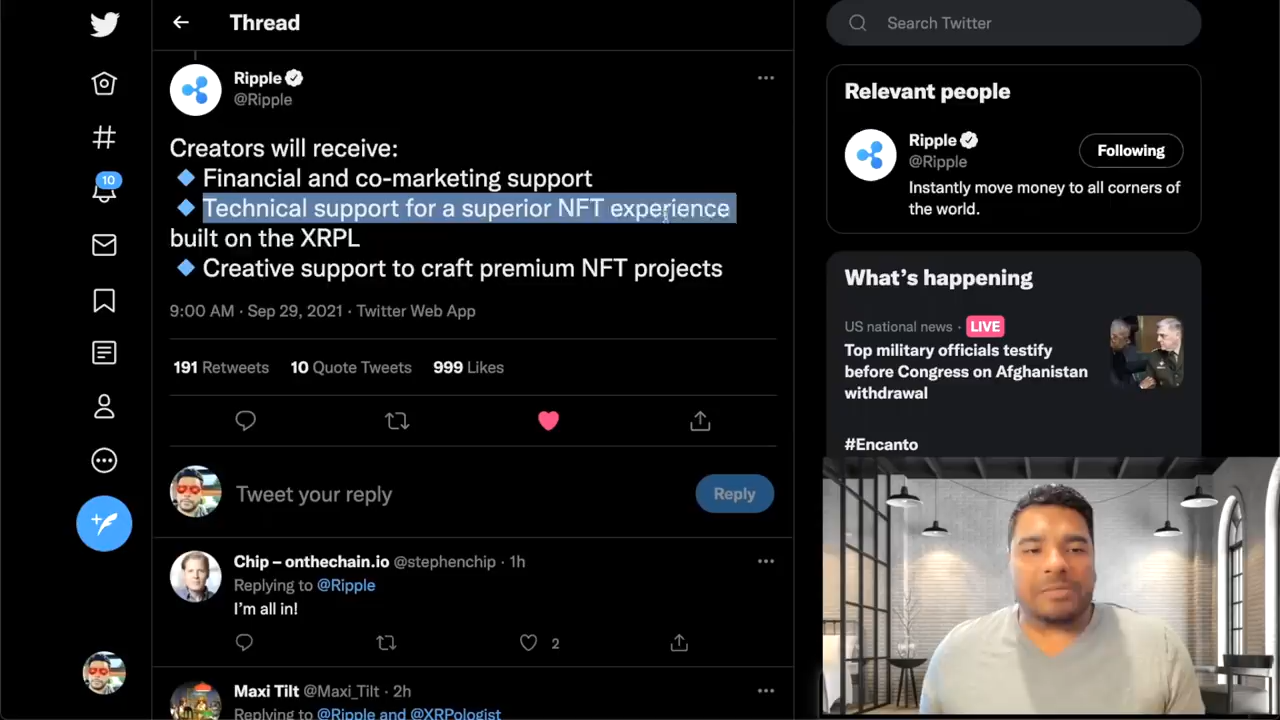 Thread
Search Twitter
Ripple
@Ripple
Creators will receive:
Financial and co-marketing support
Technical support for a superior NFT experience
built on the XRPL
Creative support to craft premium NFT projects
9:00 AM · Sep 29, 2021 · Twitter Web App
191 Retweets 10 Quote Tweets 999 Likes
Tweet your reply
Reply
Chip – onthechain.io @stephenchip · 1h
Replying to @Ripple
I’m all in!
2
Maxi Tilt @Maxi_Tilt · 2h
Replying to @Ripple and @XRPologist
10
Relevant people
Ripple
@Ripple
Following
Instantly move money to all corners of
the world.
What’s happening
US national news · LIVE
Top military officials testify
before Congress on Afghanistan
withdrawal
#Encanto